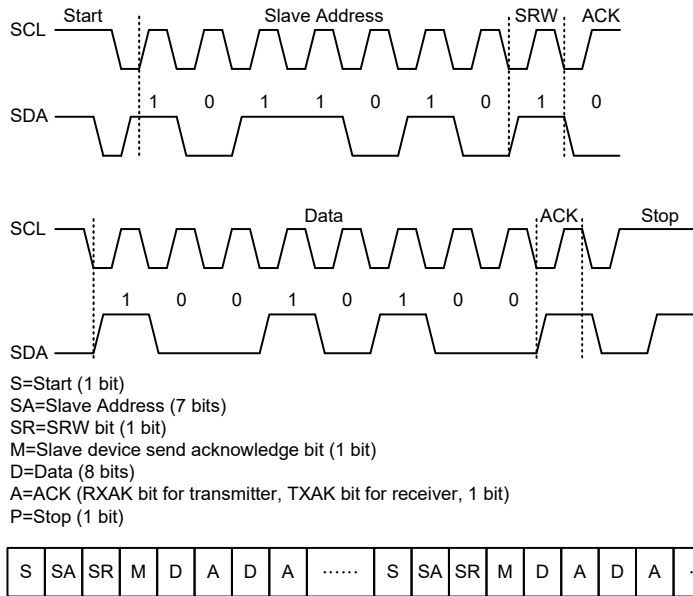 Start Slave Address SRW ACK
SCL
1 0 1 1 0 1 0 1 0
SDA
Data ACK Stop
SCL
1 0 0 1 0 1 0 0
SDA
S=Start (1 bit)
SA=Slave Address (7 bits)
SR=SRW bit (1 bit)
M=Slave device send acknowledge bit (1 bit)
D=Data (8 bits)
A=ACK (RXAK bit for transmitter, TXAK bit for receiver, 1 bit)
P=Stop (1 bit)
S SA SR M D A D A …… S SA SR M D A D A